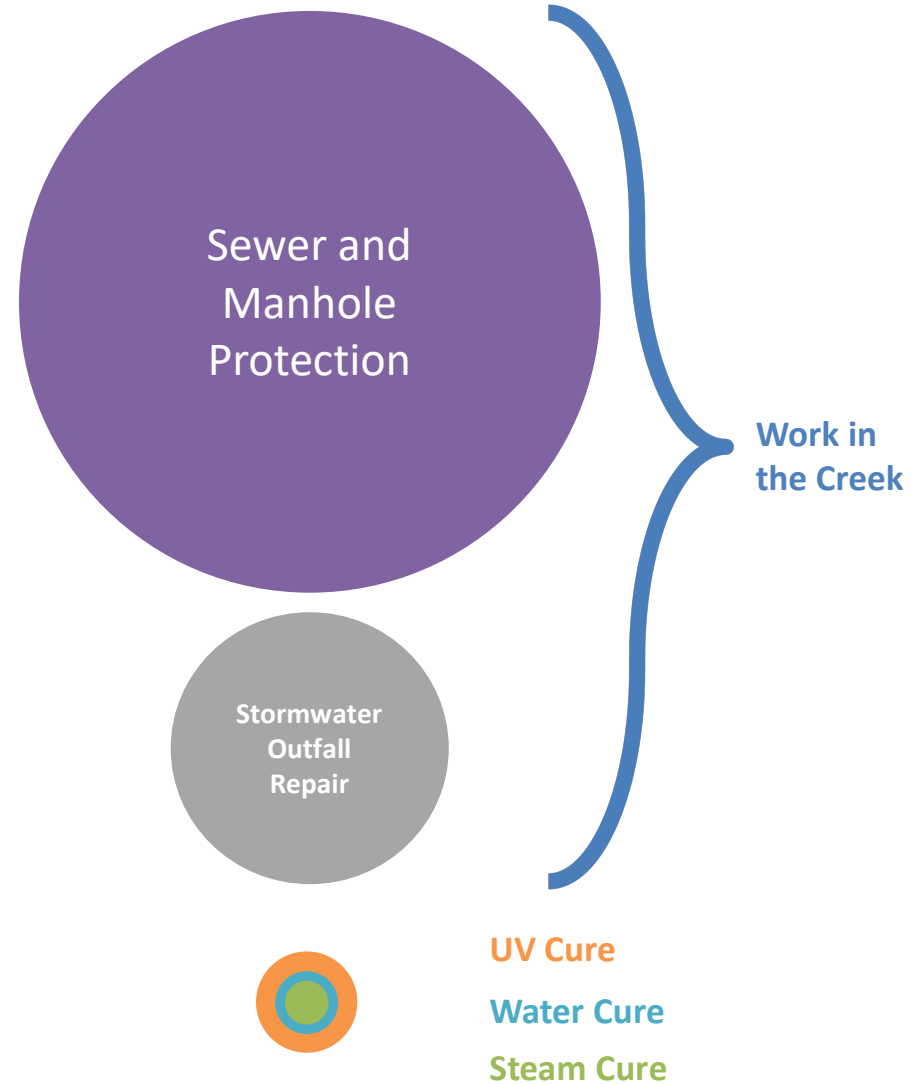 Sewer and
Manhole
Protection
Work in
the Creek
Stormwater
Outfall
Repair
UV Cure
Water Cure
Steam Cure